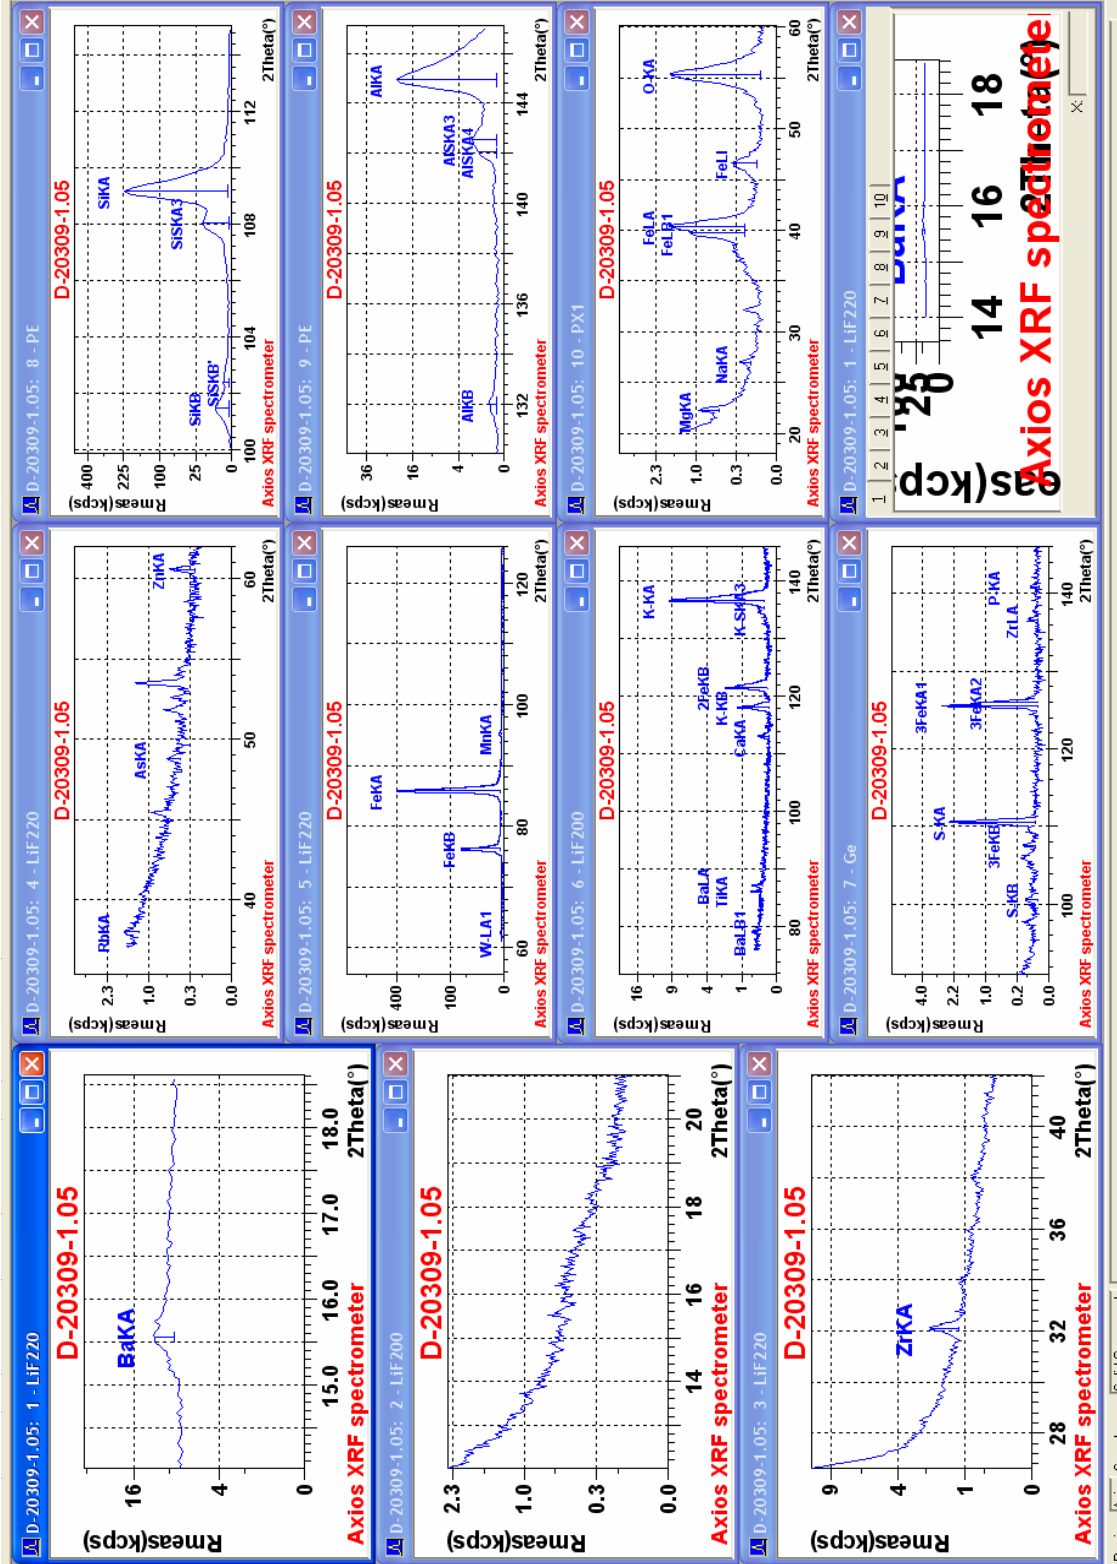 D-20309-1.05: 1 - LiF220
D-20309-1.05
Rmeas(kcps)
16
4
0
BaKA
15.0 16.0 17.0 18.0
2Theta(°)
Axios XRF spectrometer
D-20309-1.05: 2 - LiF200
D-20309-1.05
Rmeas(kcps)
2.3
1.0
0.3
0.0
14 16 18 20
2Theta(°)
Axios XRF spectrometer
D-20309-1.05: 3 - LiF220
D-20309-1.05
Rmeas(kcps)
9
4
1
0
ZrKA
28 32 36 40
2Theta(°)
Axios XRF spectrometer
D-20309-1.05: 4 - LiF220
D-20309-1.05
Rmeas(kcps)
2.3
1.0
0.3
0.0
RbKA
AsKA
ZnKA
40 50 60
2Theta(°)
Axios XRF spectrometer
D-20309-1.05: 5 - LiF220
D-20309-1.05
Rmeas(kcps)
400
100
0
W-LA1
FeKB
FeKA
MnKA
60 80 100 120
2Theta(°)
Axios XRF spectrometer
D-20309-1.05: 6 - LiF200
D-20309-1.05
Rmeas(kcps)
16
9
4
1
0
BaLB1
BaLA
TiKA
CaKA
K-KB
2FeKB
K-SKA3
K-KA
80 100 120 140
2Theta(°)
Axios XRF spectrometer
D-20309-1.05: 7 - Ge
D-20309-1.05
Rmeas(kcps)
4.0
2.2
1.0
0.2
0.0
S-KB
3FeKB
S-KA
3FeKA1
3FeKA2
ZrLA
P-KA
100 120 140
2Theta(°)
Axios XRF spectrometer
D-20309-1.05: 8 - PE
D-20309-1.05
Rmeas(kcps)
400
225
100
25
0
SiKB
SiSKB'
SiSKA3
SiKA
100 104 108 112
2Theta(°)
Axios XRF spectrometer
D-20309-1.05: 9 - PE
D-20309-1.05
Rmeas(kcps)
36
16
4
0
AlKB
AlSKA4
AlSKA3
AlKA
132 136 140 144
2Theta(°)
Axios XRF spectrometer
D-20309-1.05: 10 - PX1
D-20309-1.05
Rmeas(kcps)
2.3
1.0
0.3
0.0
MgKA
NaKA
FeLB1
FeLA
FeLl
O-KA
20 30 40 50 60
2Theta(°)
Axios XRF spectrometer
D-20309-1.05: 1 - LiF220
1 2 3 4 5 6 7 8 9 10
BaKA
25
0
14 16 18
2Theta(°)
Axios XRF spectrometer
X: